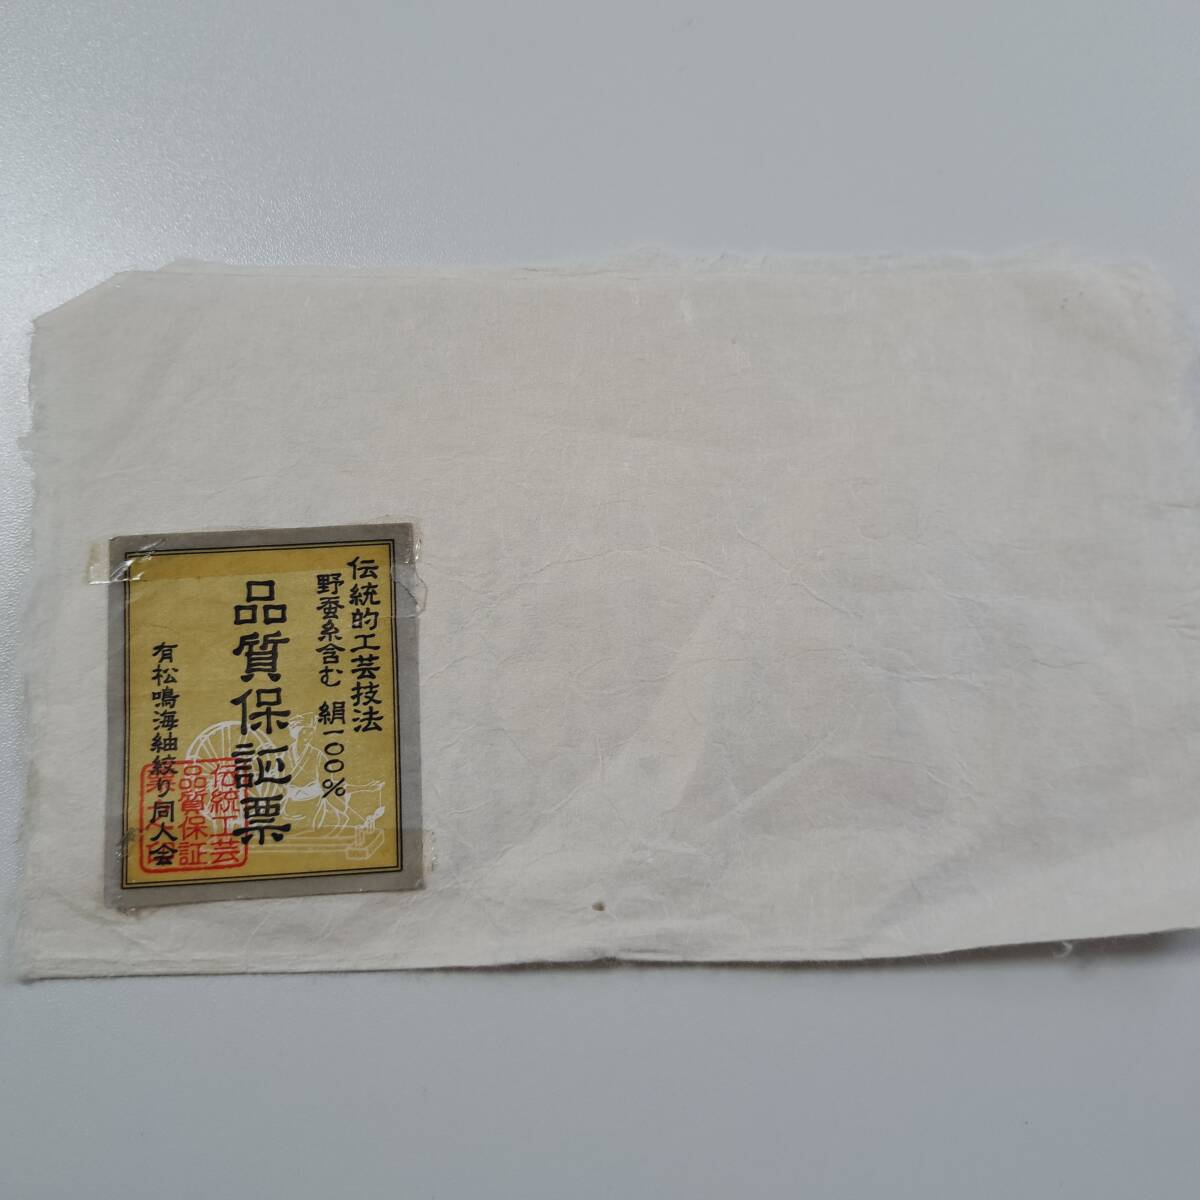 伝統的工芸技法
野蚕糸含む 絹一〇〇%
品質保証票
有松鳴海紬絞り同人会
伝統工芸
品質保証